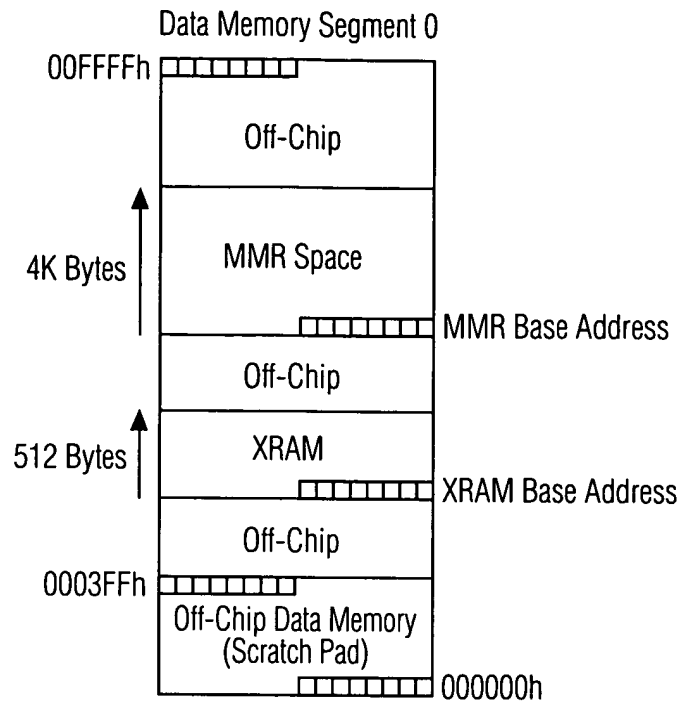 Data Memory Segment 0
00FFFFh
Off-Chip
4K Bytes
MMR Space
MMR Base Address
Off-Chip
512 Bytes
XRAM
XRAM Base Address
Off-Chip
0003FFh
Off-Chip Data Memory
(Scratch Pad)
000000h